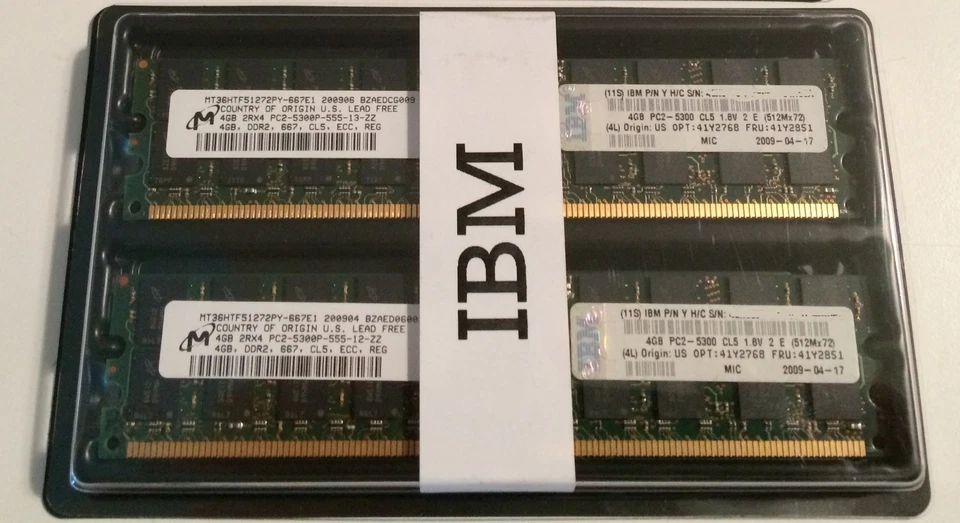 MT36HTF51272PY-667E1 200906 BZAEDCG009
COUNTRY OF ORIGIN U.S. LEAD FREE
4GB 2RX4 PC2-5300P-555-13-ZZ
4GB, DDR2, 667, CL5, ECC, REG
IBM
(11S) IBM P/N Y H/C S/N:
4GB PC2-5300 CL5 1.8V 2 E (512Mx72)
(4L) Origin: US OPT:41Y2768 FRU:41Y2851
MIC 2009-04-17
IBM
MT36HTF51272PY-667E1 200904
COUNTRY OF ORIGIN U.S. LEAD FREE
4GB 2RX4 PC2-5300P-555-12-ZZ
4GB, DDR2, 667, CL5, ECC, REG
IBM
(11S) IBM P/N Y H/C S/N:
4GB PC2-5300 CL5 1.8V 2 E (512Mx72)
(4L) Origin: US OPT:41Y2768 FRU:41Y2851
MIC 2009-04-17